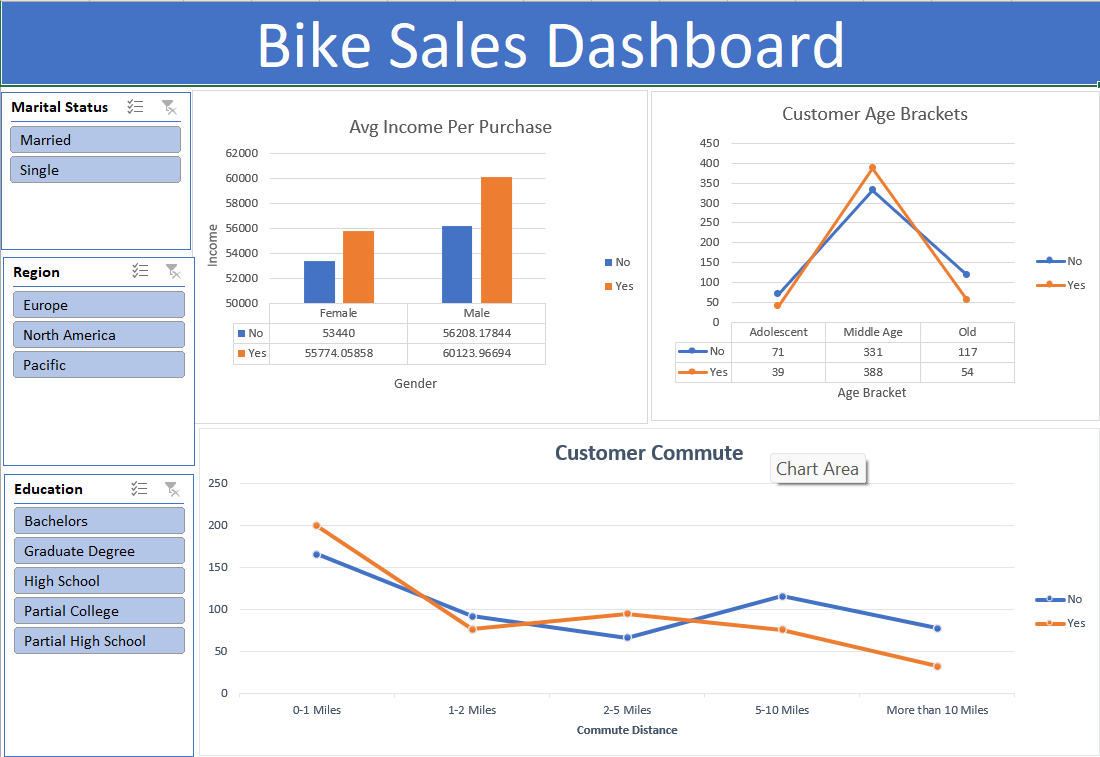 Bike Sales Dashboard
Marital Status
Married
Single
Region
Europe
North America
Pacific
Education
Bachelors
Graduate Degree
High School
Partial College
Partial High School
Avg Income Per Purchase
62000
60000
58000
56000
54000
52000
50000
Income
Female Male
No 53440 56208.17844
Yes 55774.05858 60123.96694
Gender
No
Yes
Customer Age Brackets
450
400
350
300
250
200
150
100
50
0
Adolescent Middle Age Old
No 71 331 117
Yes 39 388 54
Age Bracket
No
Yes
Customer Commute
Chart Area
250
200
150
100
50
0
0-1 Miles 1-2 Miles 2-5 Miles 5-10 Miles More than 10 Miles
Commute Distance
No
Yes